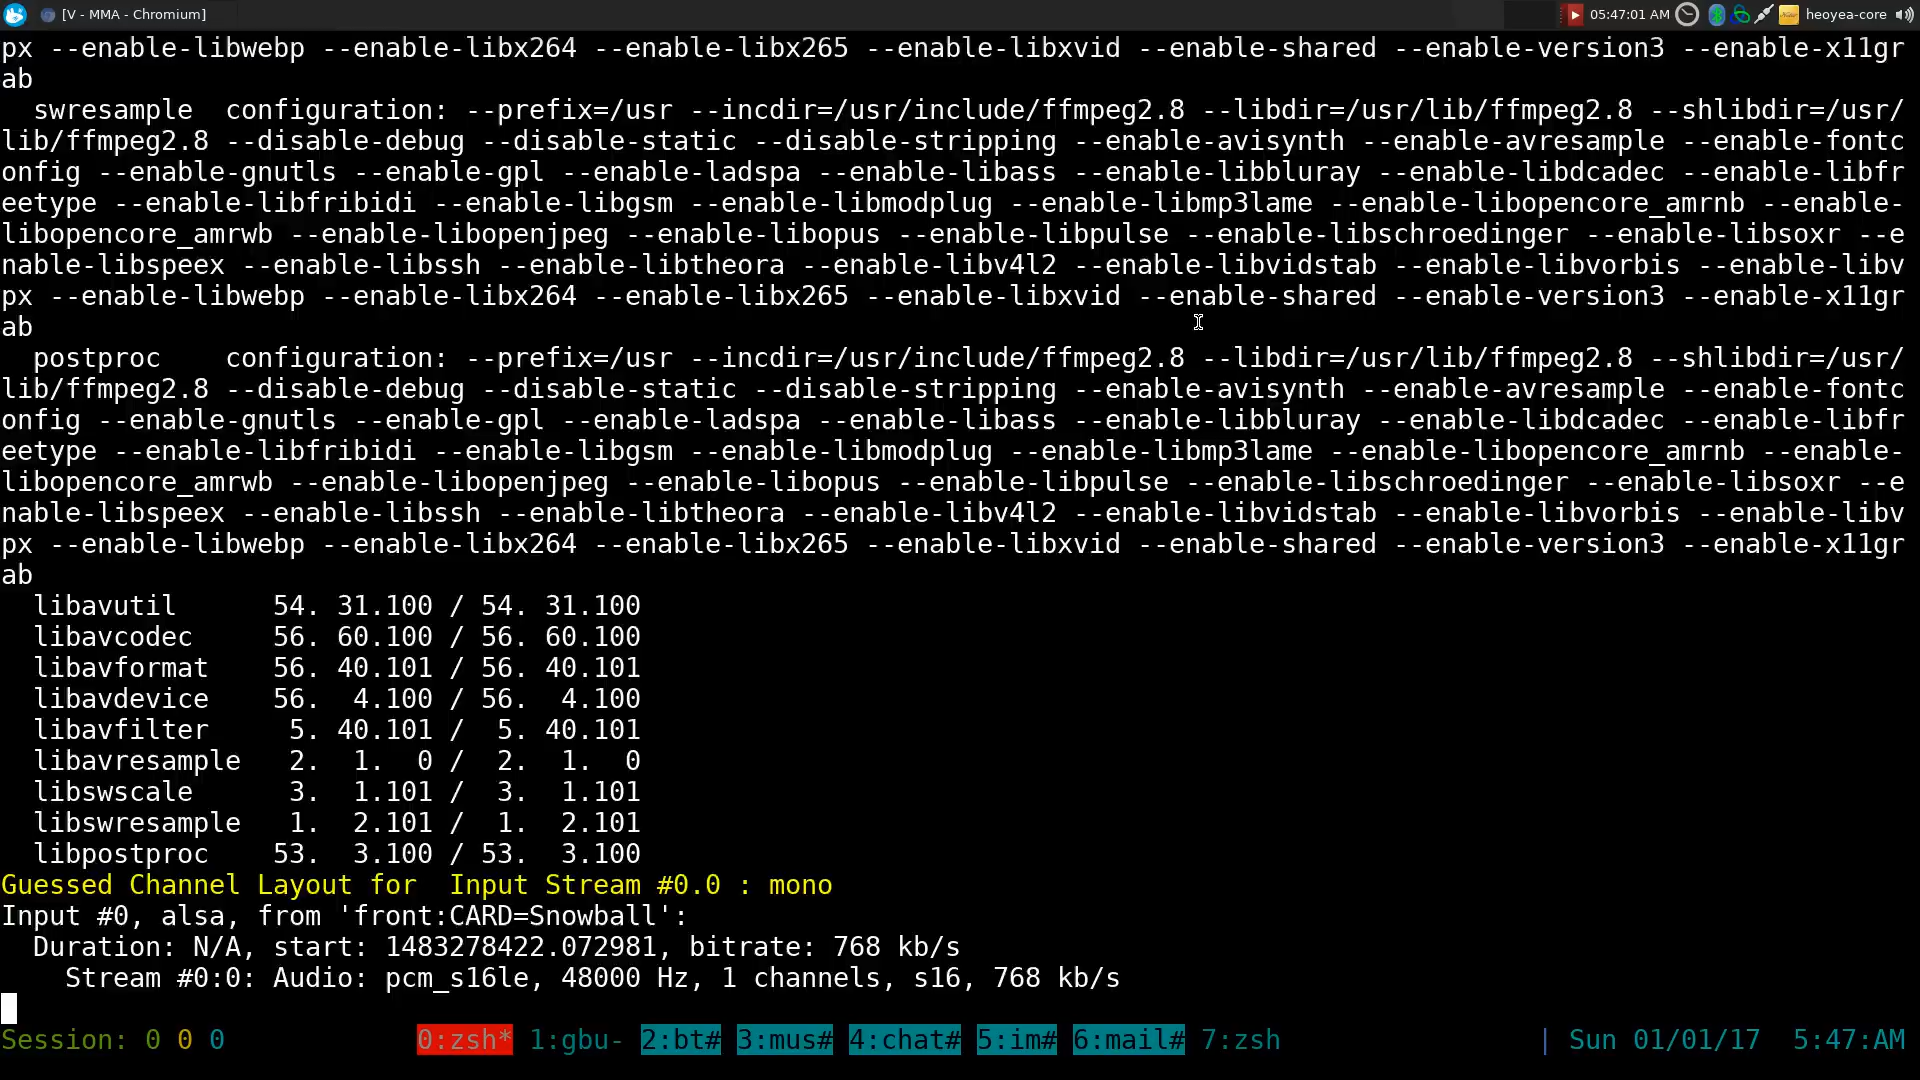 [V - MMA - Chromium] 05:47:01 AM heoyea-core
px --enable-libwebp --enable-libx264 --enable-libx265 --enable-libxvid --enable-shared --enable-version3 --enable-x11gr
ab
  swresample  configuration: --prefix=/usr --incdir=/usr/include/ffmpeg2.8 --libdir=/usr/lib/ffmpeg2.8 --shlibdir=/usr/
lib/ffmpeg2.8 --disable-debug --disable-static --disable-stripping --enable-avisynth --enable-avresample --enable-fontc
onfig --enable-gnutls --enable-gpl --enable-ladspa --enable-libass --enable-libbluray --enable-libdcadec --enable-libfr
eetype --enable-libfribidi --enable-libgsm --enable-libmodplug --enable-libmp3lame --enable-libopencore_amrnb --enable-
libopencore_amrwb --enable-libopenjpeg --enable-libopus --enable-libpulse --enable-libschroedinger --enable-libsoxr --e
nable-libspeex --enable-libssh --enable-libtheora --enable-libv4l2 --enable-libvidstab --enable-libvorbis --enable-libv
px --enable-libwebp --enable-libx264 --enable-libx265 --enable-libxvid --enable-shared --enable-version3 --enable-x11gr
ab
  postproc    configuration: --prefix=/usr --incdir=/usr/include/ffmpeg2.8 --libdir=/usr/lib/ffmpeg2.8 --shlibdir=/usr/
lib/ffmpeg2.8 --disable-debug --disable-static --disable-stripping --enable-avisynth --enable-avresample --enable-fontc
onfig --enable-gnutls --enable-gpl --enable-ladspa --enable-libass --enable-libbluray --enable-libdcadec --enable-libfr
eetype --enable-libfribidi --enable-libgsm --enable-libmodplug --enable-libmp3lame --enable-libopencore_amrnb --enable-
libopencore_amrwb --enable-libopenjpeg --enable-libopus --enable-libpulse --enable-libschroedinger --enable-libsoxr --e
nable-libspeex --enable-libssh --enable-libtheora --enable-libv4l2 --enable-libvidstab --enable-libvorbis --enable-libv
px --enable-libwebp --enable-libx264 --enable-libx265 --enable-libxvid --enable-shared --enable-version3 --enable-x11gr
ab
  libavutil      54. 31.100 / 54. 31.100
  libavcodec     56. 60.100 / 56. 60.100
  libavformat    56. 40.101 / 56. 40.101
  libavdevice    56.  4.100 / 56.  4.100
  libavfilter     5. 40.101 /  5. 40.101
  libavresample   2.  1.  0 /  2.  1.  0
  libswscale      3.  1.101 /  3.  1.101
  libswresample   1.  2.101 /  1.  2.101
  libpostproc    53.  3.100 / 53.  3.100
Guessed Channel Layout for  Input Stream #0.0 : mono
Input #0, alsa, from 'front:CARD=Snowball':
  Duration: N/A, start: 1483278422.072981, bitrate: 768 kb/s
    Stream #0:0: Audio: pcm_s16le, 48000 Hz, 1 channels, s16, 768 kb/s
Session: 0 0 0 0:zsh* 1:gbu- 2:bt# 3:mus# 4:chat# 5:im# 6:mail# 7:zsh | Sun 01/01/17  5:47:AM